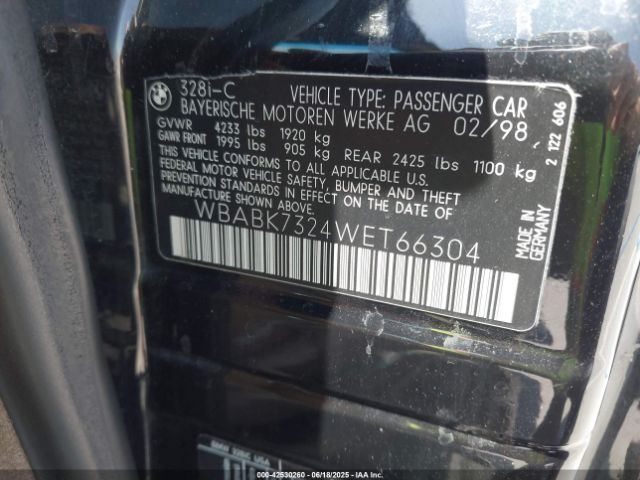 328i-C VEHICLE TYPE: PASSENGER CAR
BAYERISCHE MOTOREN WERKE AG 02/98
GVWR 4233 lbs 1920 kg
GAWR FRONT 1995 lbs 905 kg REAR 2425 lbs 1100 kg
THIS VEHICLE CONFORMS TO ALL APPLICABLE U.S.
FEDERAL MOTOR VEHICLE SAFETY, BUMPER AND THEFT
PREVENTION STANDARDS IN EFFECT ON THE DATE OF
MANUFACTURE SHOWN ABOVE.
WBABK7324WET66304
2 122 606
MADE IN
GERMANY
000-42530260 - 06/18/2025 - IAAI.COM